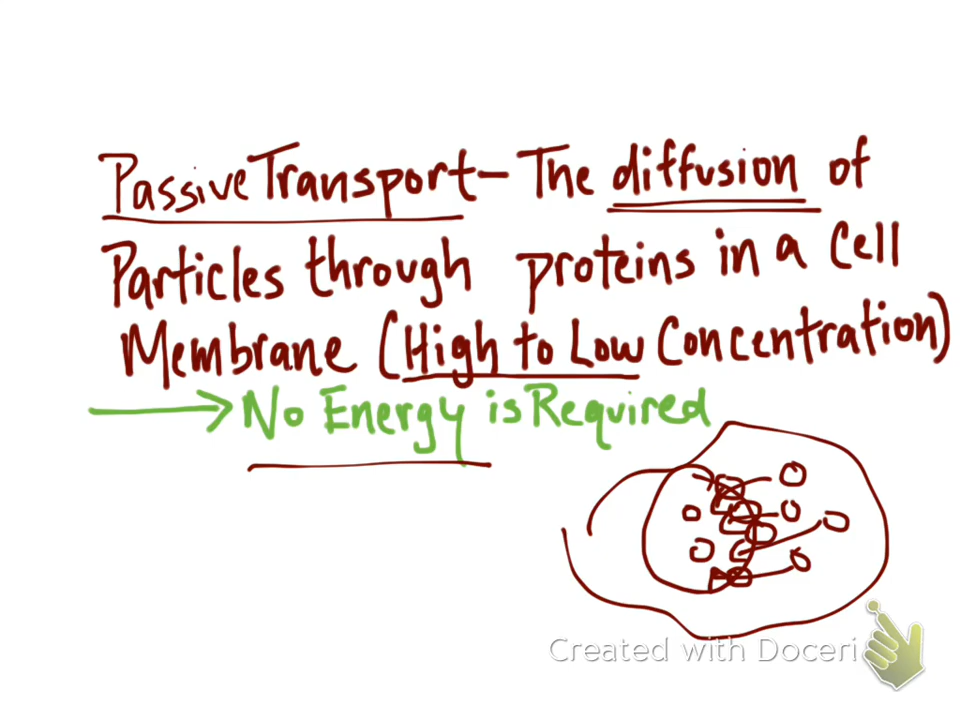 Passive Transport- The diffusion of
Particles through proteins in a Cell
Membrane (High to Low Concentration)
No Energy is Required
Created with Doceri